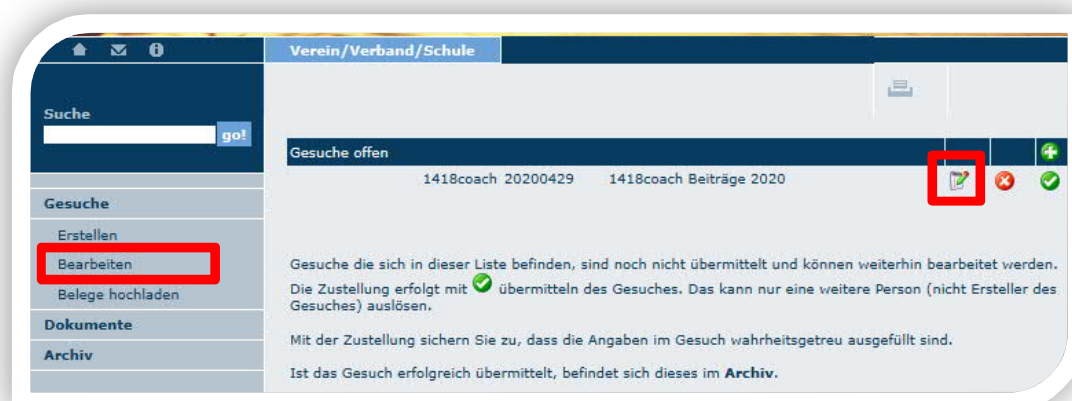 Verein/Verband/Schule
Suche
go!
Gesuche offen
1418coach 20200429 1418coach Beiträge 2020
Gesuche
Erstellen
Bearbeiten
Belege hochladen
Dokumente
Archiv
Gesuche die sich in dieser Liste befinden, sind noch nicht übermittelt und können weiterhin bearbeitet werden.
Die Zustellung erfolgt mit übermitteln des Gesuches. Das kann nur eine weitere Person (nicht Ersteller des
Gesuches) auslösen.
Mit der Zustellung sichern Sie zu, dass die Angaben im Gesuch wahrheitsgetreu ausgefüllt sind.
Ist das Gesuch erfolgreich übermittelt, befindet sich dieses im Archiv.